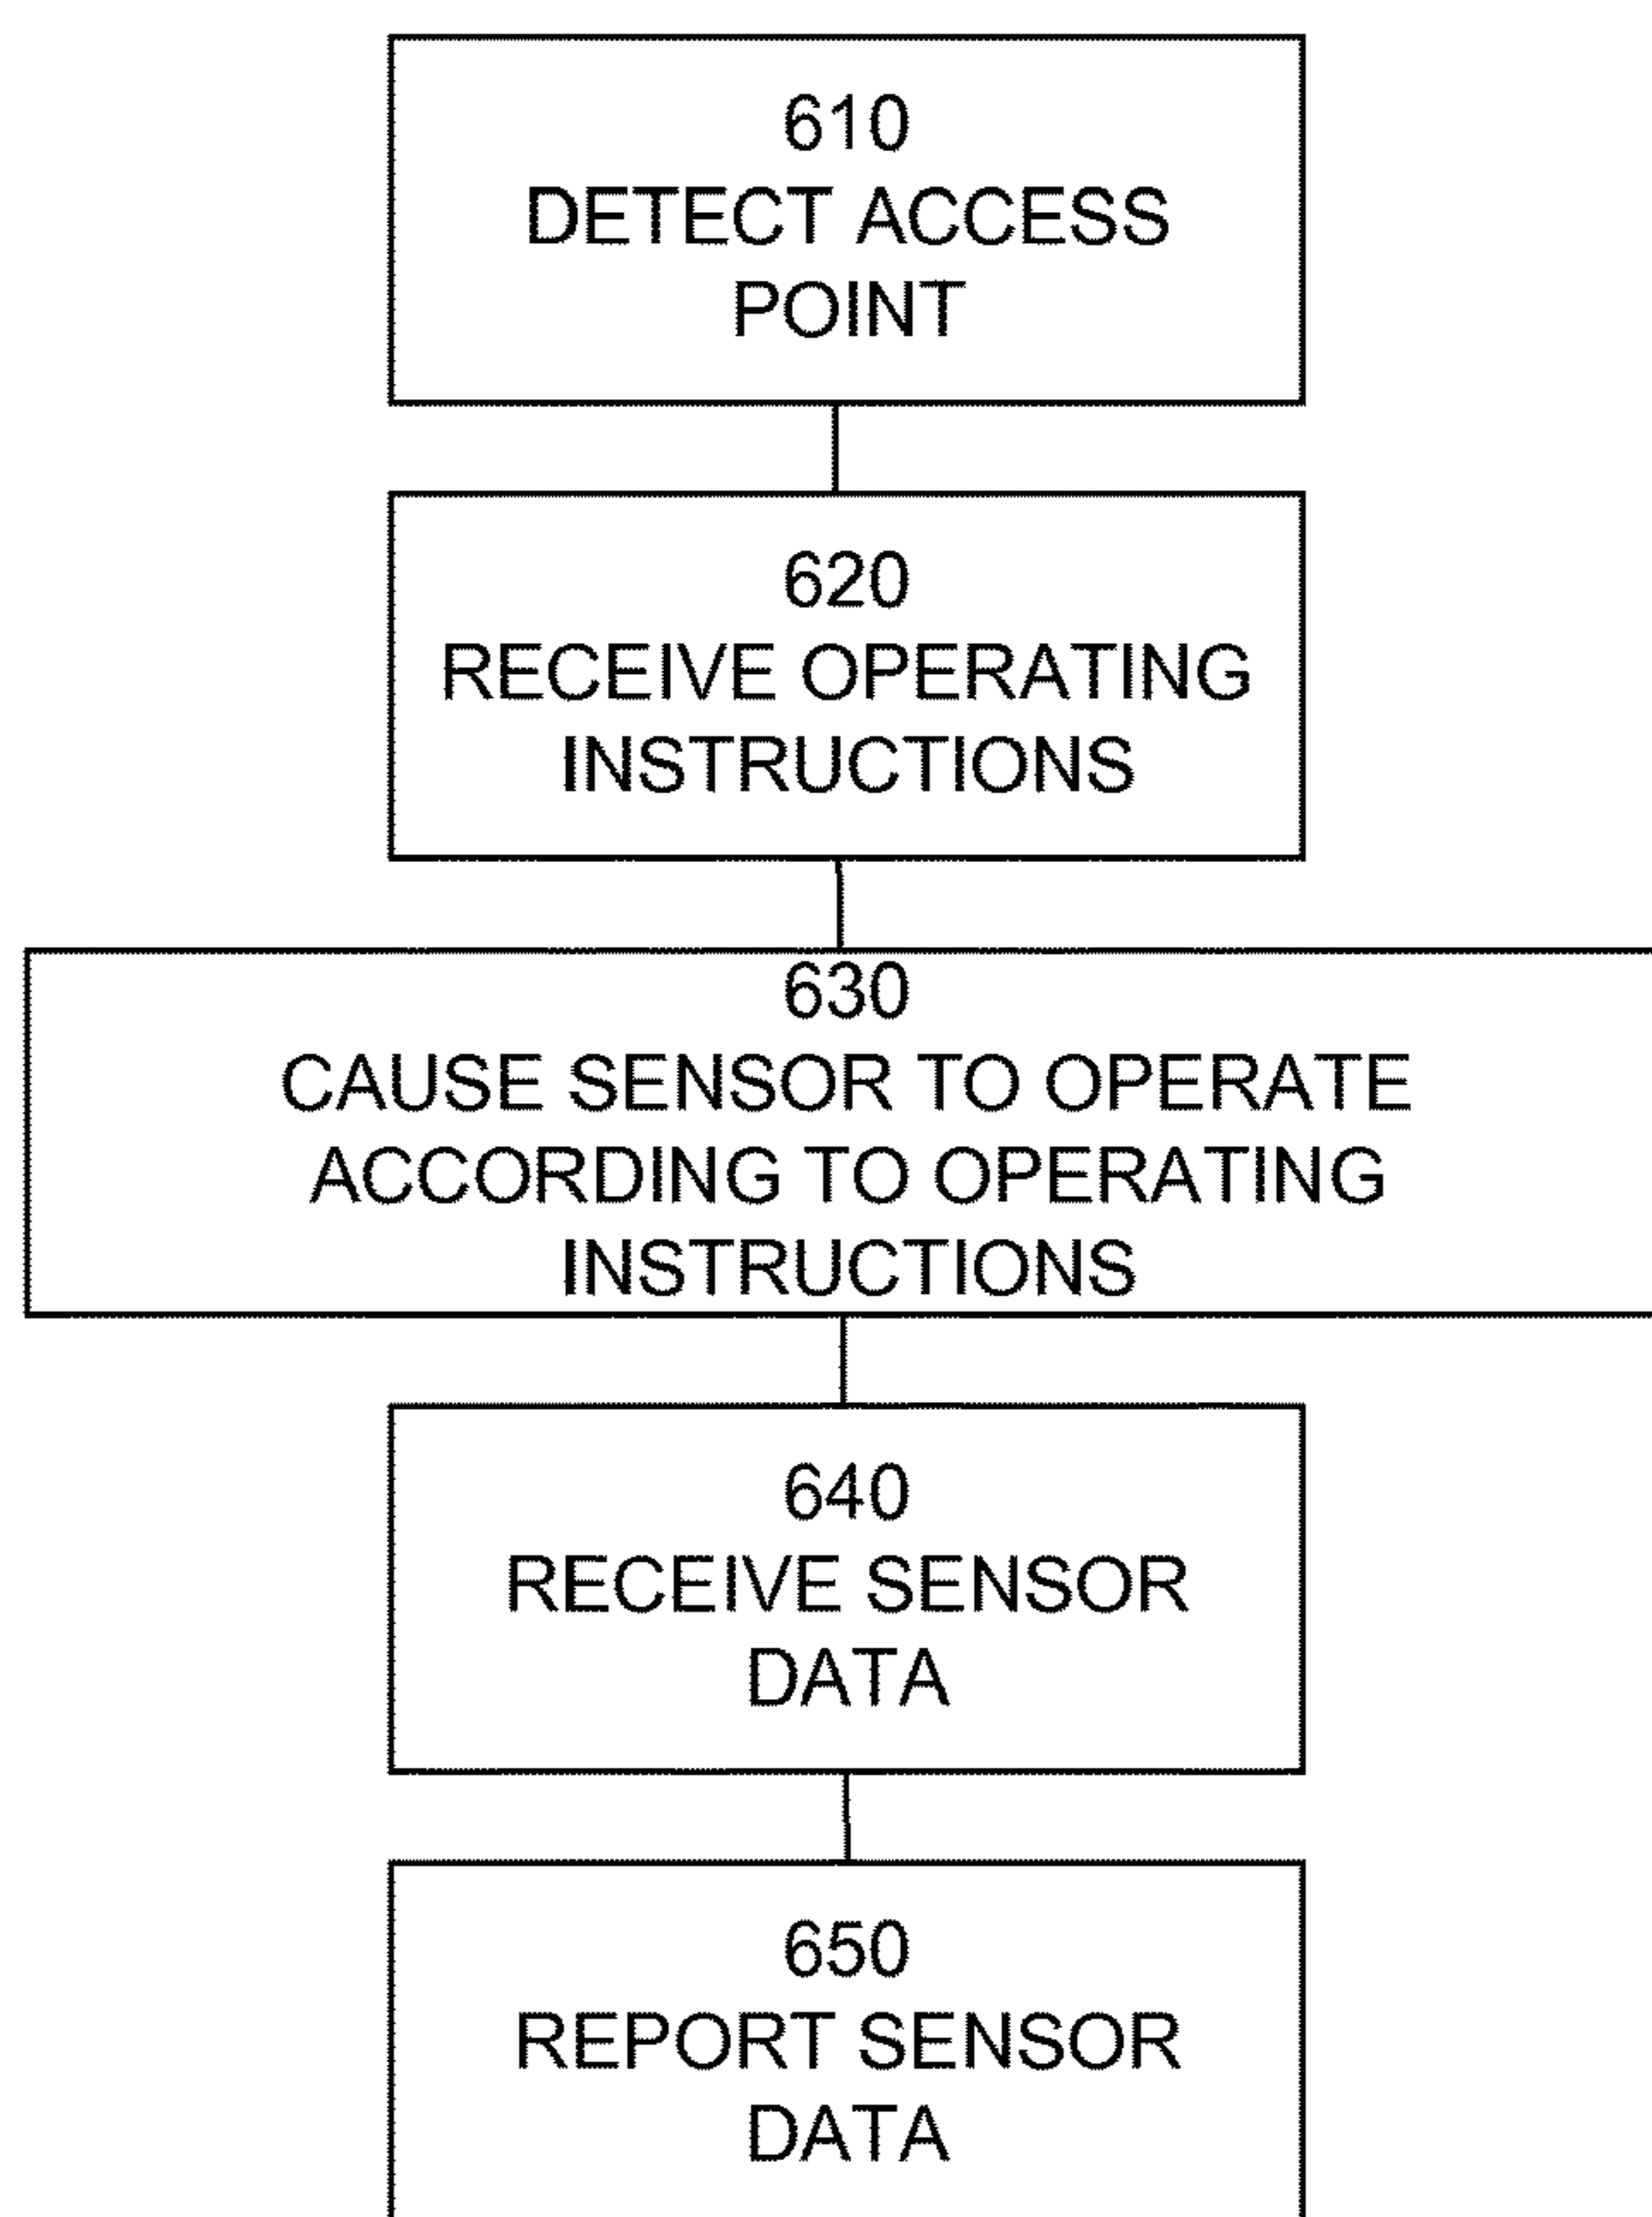 610
DETECT ACCESS
POINT
620
RECEIVE OPERATING
INSTRUCTIONS
630
CAUSE SENSOR TO OPERATE
ACCORDING TO OPERATING
INSTRUCTIONS
640
RECEIVE SENSOR
DATA
650
REPORT SENSOR
DATA